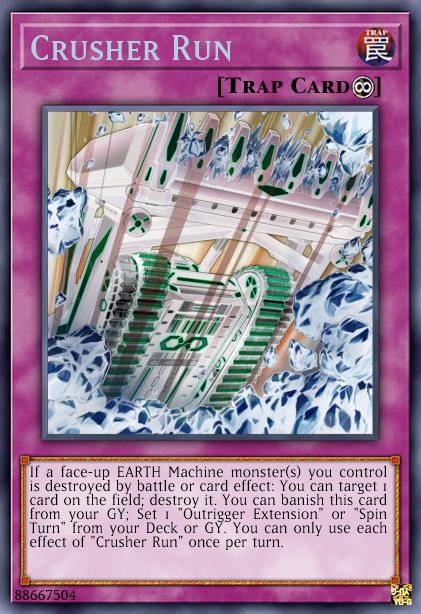 Crusher Run
TRAP
罠
[Trap Card]
If a face-up EARTH Machine monster(s) you control
is destroyed by battle or card effect: You can target 1
card on the field; destroy it. You can banish this card
from your GY; Set 1 "Outrigger Extension" or "Spin
Turn" from your Deck or GY. You can only use each
effect of "Crusher Run" once per turn.
88667504